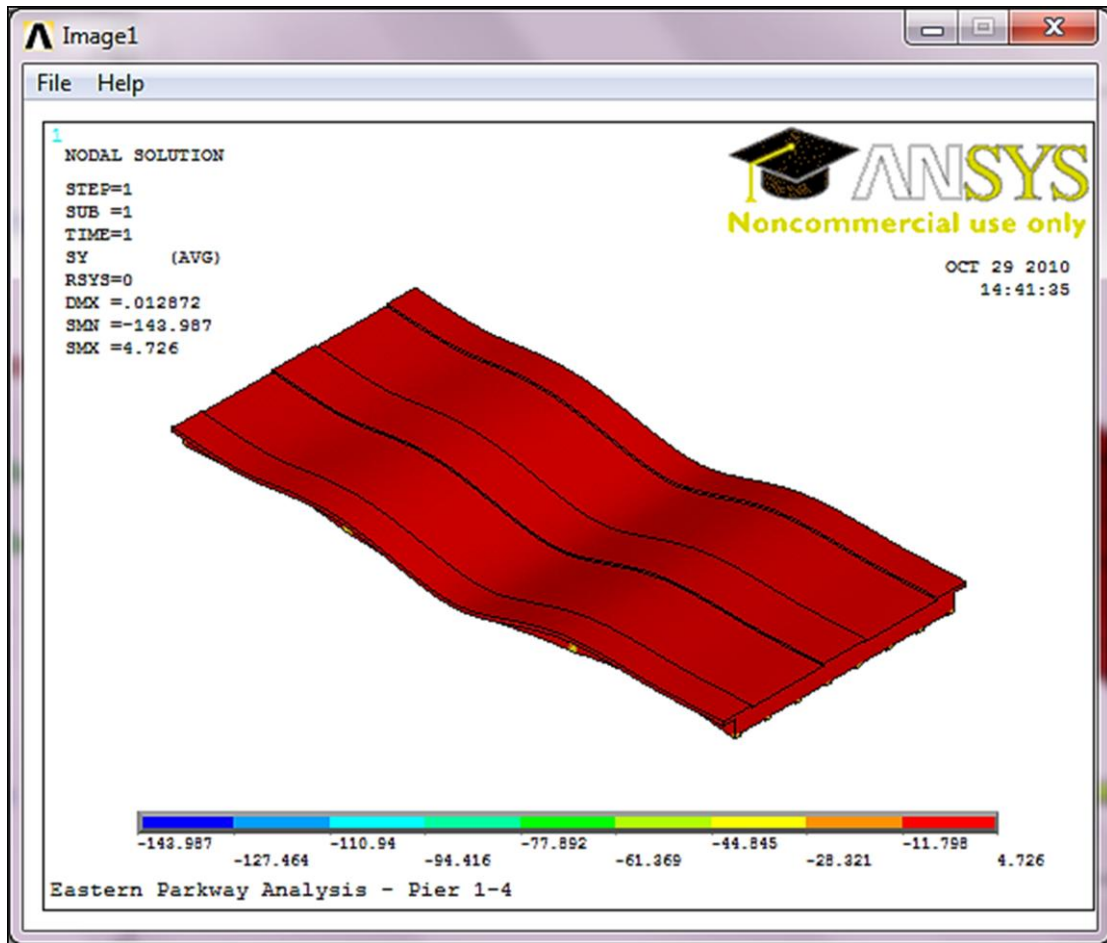 Image1
File Help
1
NODAL SOLUTION
STEP=1
SUB =1
TIME=1
SY (AVG)
RSYS=0
DMX =.012872
SMN =-143.987
SMX =4.726
ANSYS
Noncommercial use only
OCT 29 2010
14:41:35
-143.987 -110.94 -77.892 -44.845 -11.798
-127.464 -94.416 -61.369 -28.321 4.726
Eastern Parkway Analysis - Pier 1-4